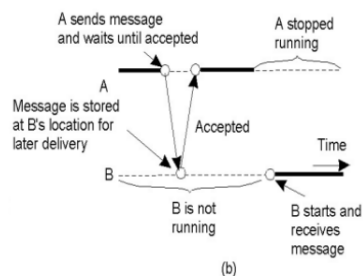 A sends message
and waits until accepted
A stopped
running
A
Message is stored
at B's location for
later delivery
Accepted
Time
B
B is not
running
B starts and
receives
message
(b)